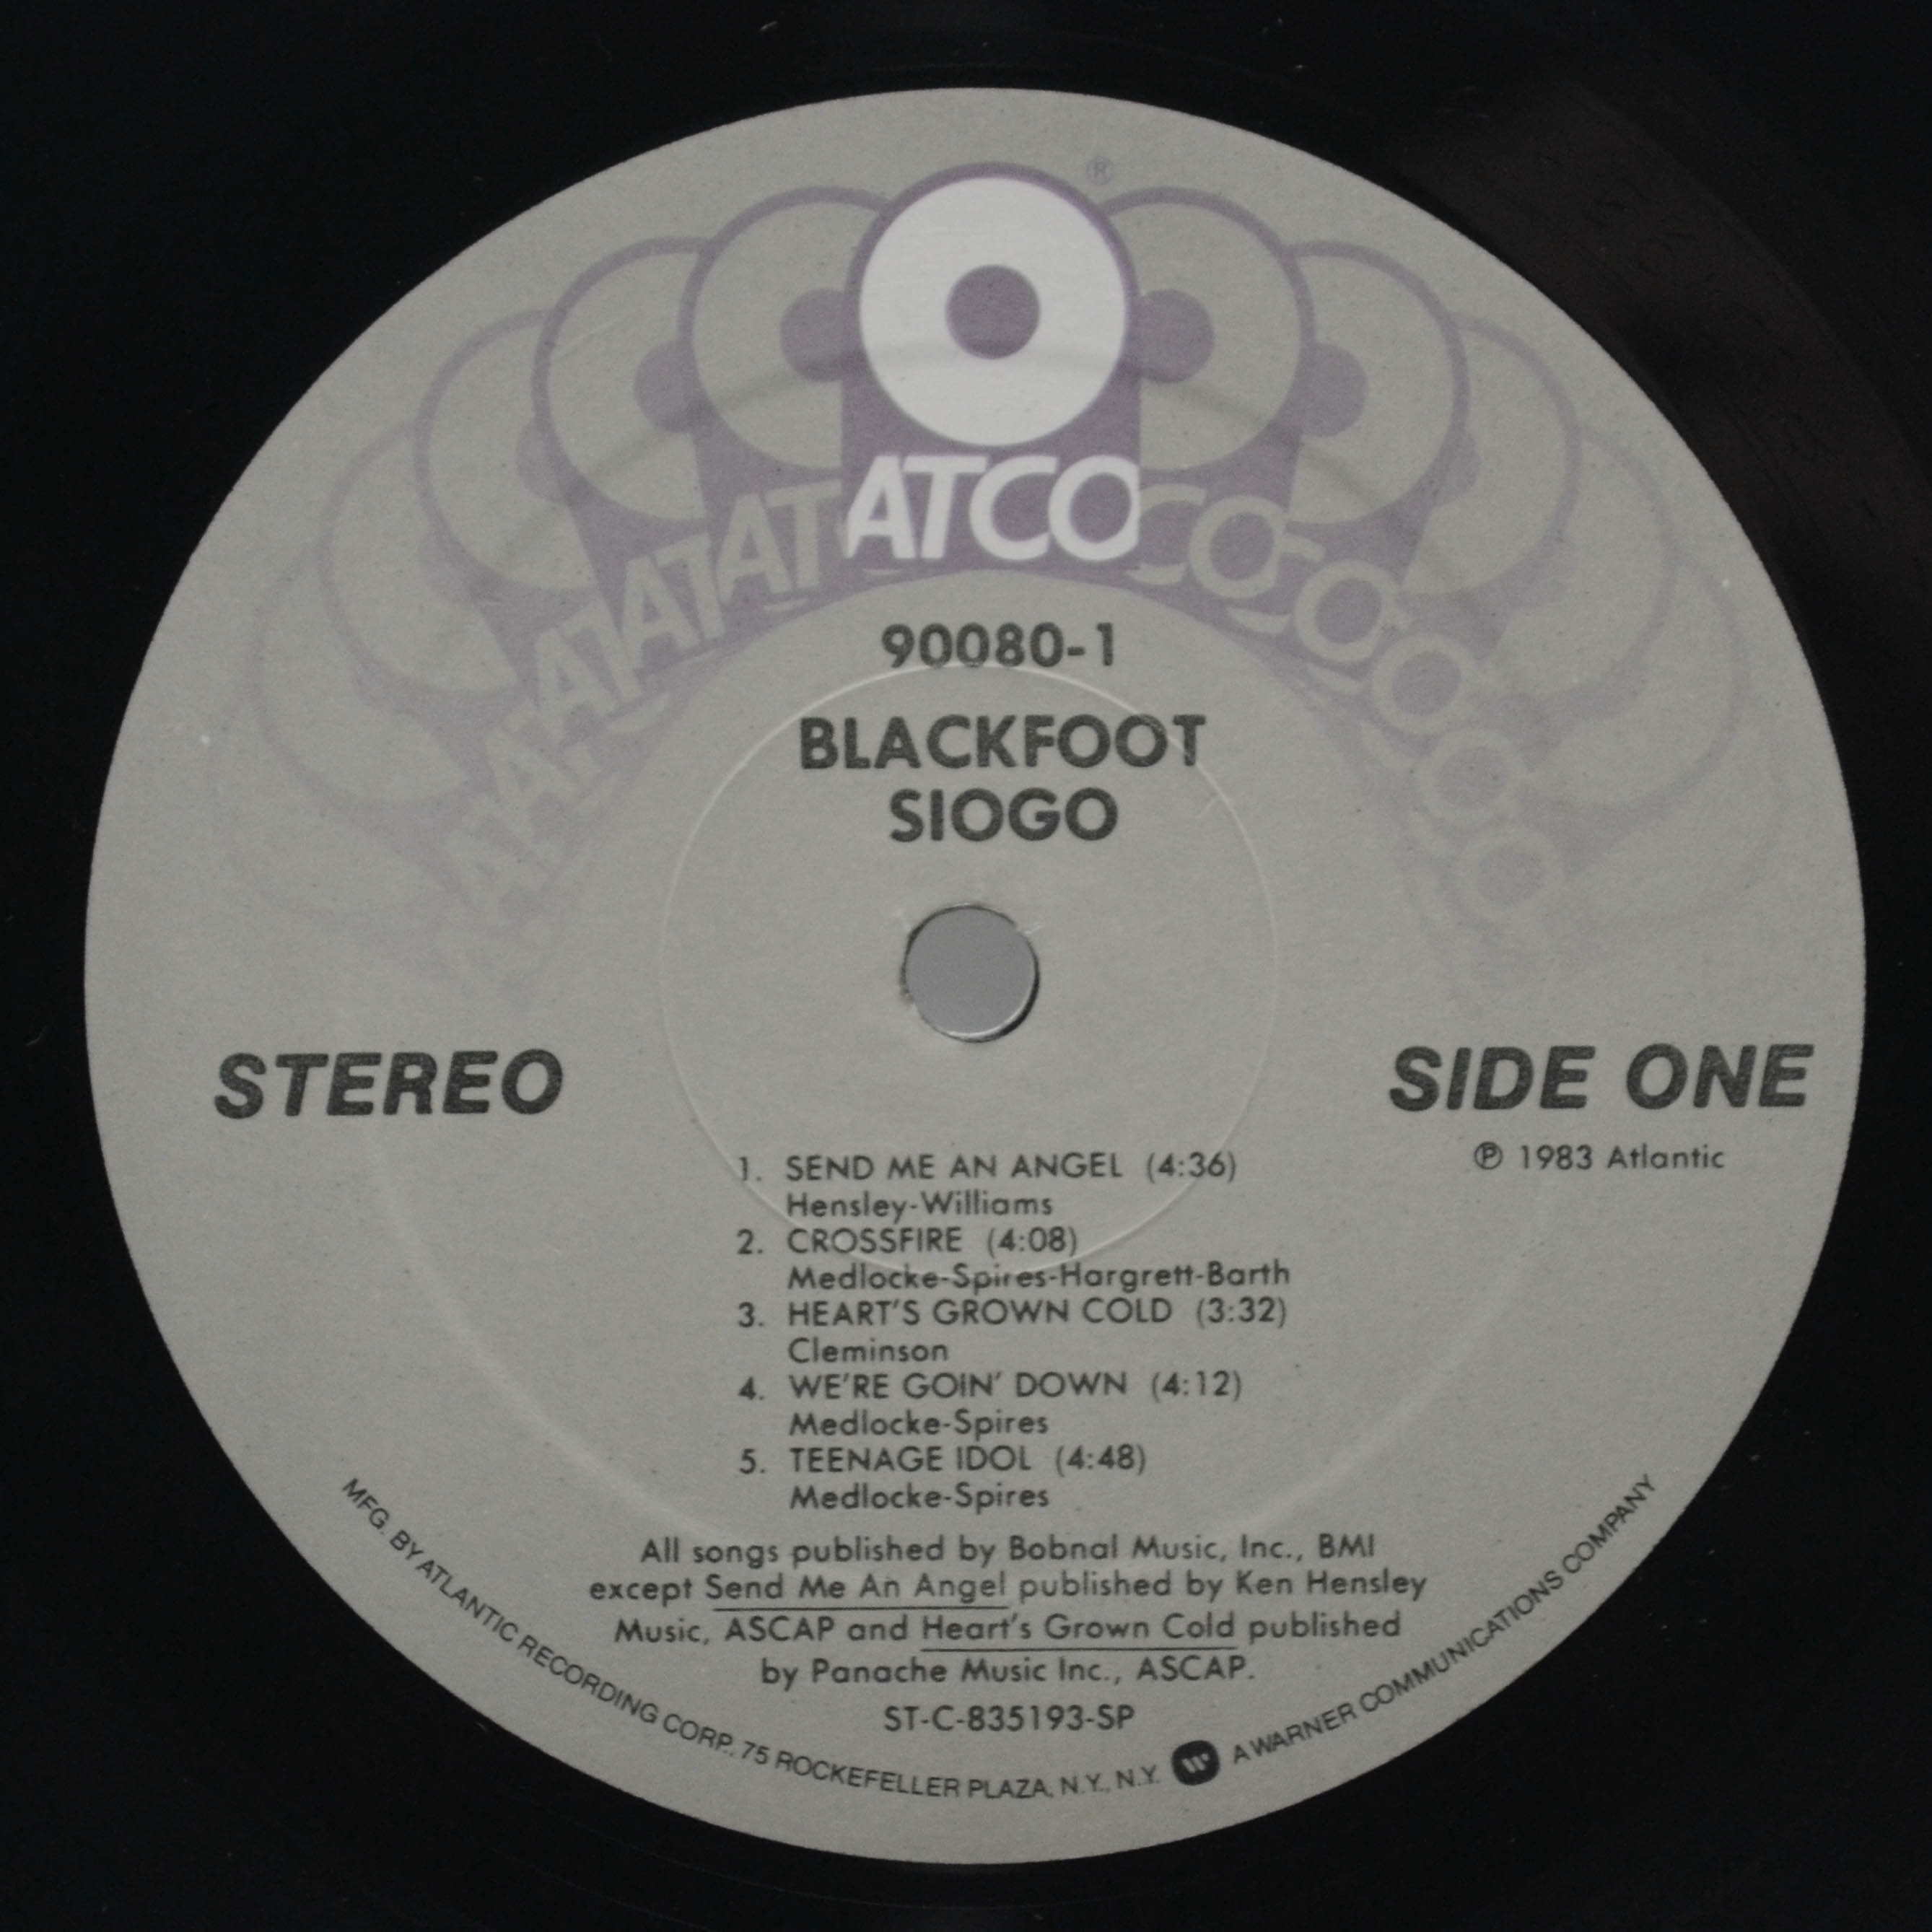 ®
ATCO
90080-1
BLACKFOOT
SIOGO
STEREO
SIDE ONE
℗ 1983 Atlantic
1. SEND ME AN ANGEL (4:36)
Hensley-Williams
2. CROSSFIRE (4:08)
Medlocke-Spires-Hargrett-Barth
3. HEART'S GROWN COLD (3:32)
Cleminson
4. WE'RE GOIN' DOWN (4:12)
Medlocke-Spires
5. TEENAGE IDOL (4:48)
Medlocke-Spires
All songs published by Bobnal Music, Inc., BMI
except Send Me An Angel published by Ken Hensley
Music, ASCAP and Heart's Grown Cold published
by Panache Music Inc., ASCAP.
ST-C-835193-SP
MFG. BY ATLANTIC RECORDING CORP., 75 ROCKEFELLER PLAZA, N.Y., N.Y. W A WARNER COMMUNICATIONS COMPANY